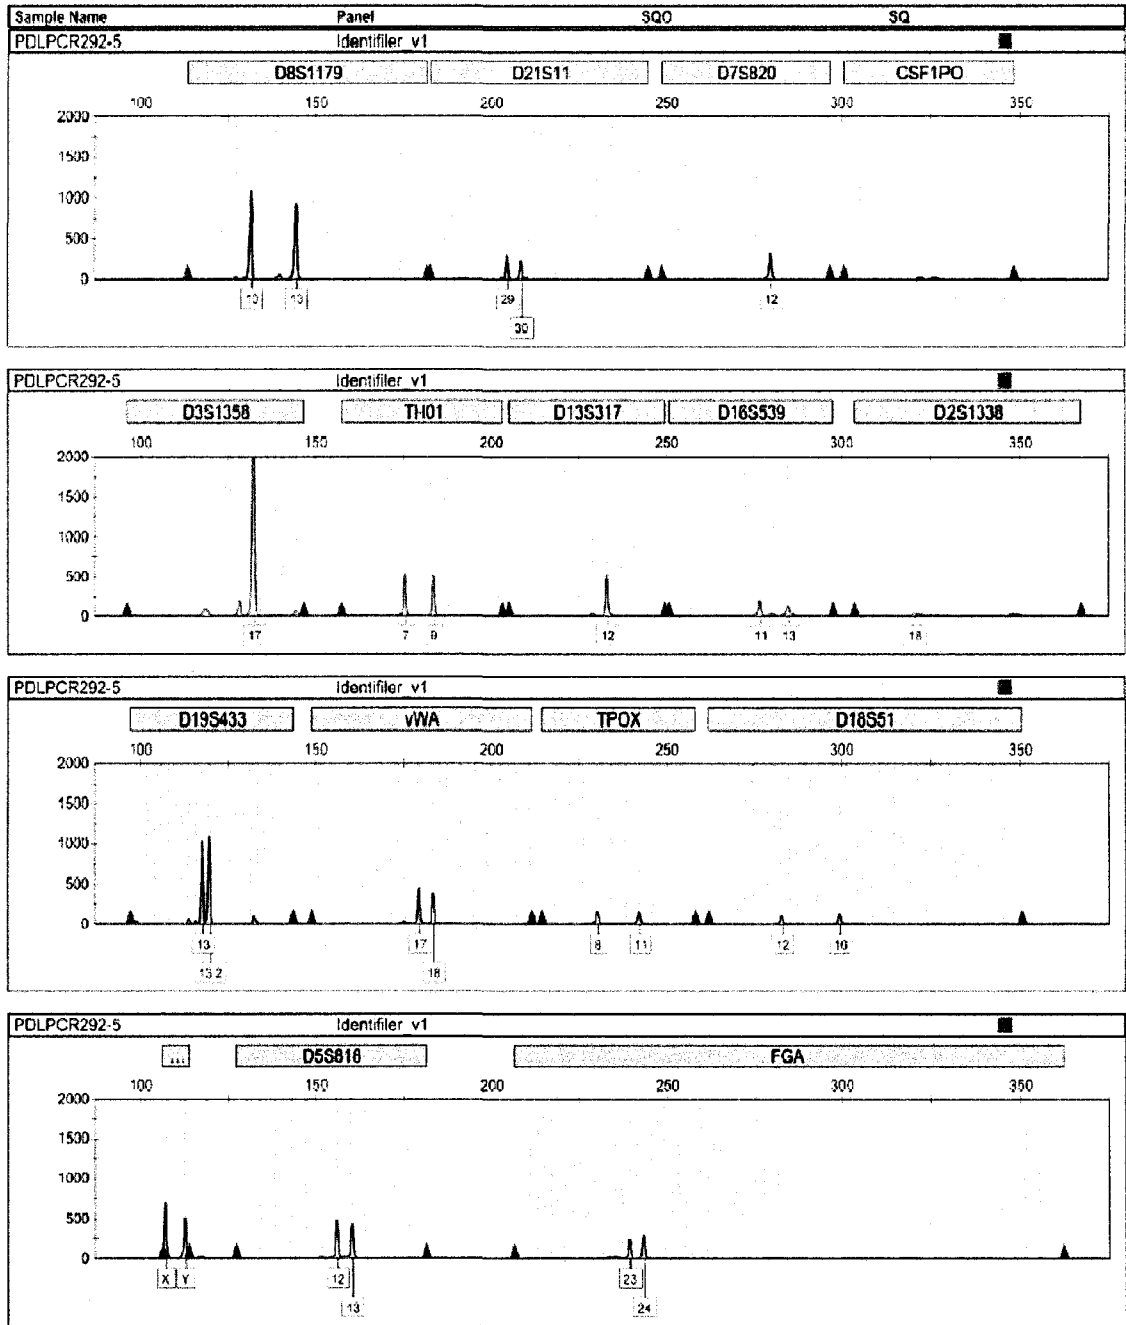 Sample Name Panel SQO SQ
PDLPCR292-5 Identifiler_v1
D8S1179 D21S11 D7S820 CSF1PO
100 150 200 250 300 350
2000
1500
1000
500
0
10 13 29 12
30
PDLPCR292-5 Identifiler_v1
D3S1358 TH01 D13S317 D16S539 D2S1338
100 150 200 250 300 350
2000
1500
1000
500
0
17 7 9 12 11 13 18
PDLPCR292-5 Identifiler_v1
D19S433 vWA TPOX D18S51
100 150 200 250 300 350
2000
1500
1000
500
0
13 17 8 11 12 16
13.2 18
PDLPCR292-5 Identifiler_v1
... D5S818 FGA
100 150 200 250 300 350
2000
1500
1000
500
0
X Y 12 23
13 24